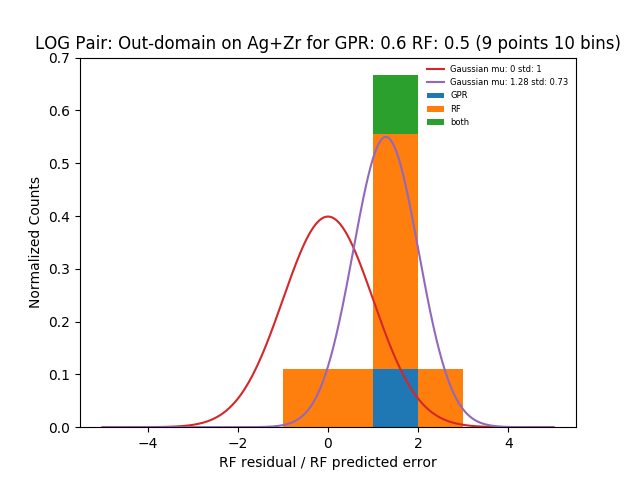 LOG Pair: Out-domain on Ag+Zr for GPR: 0.6 RF: 0.5 (9 points 10 bins)
Gaussian mu: 0 std: 1
Gaussian mu: 1.28 std: 0.73
GPR
RF
both
Normalized Counts
0.7
0.6
0.5
0.4
0.3
0.2
0.1
0.0
−4
−2
0
2
4
RF residual / RF predicted error